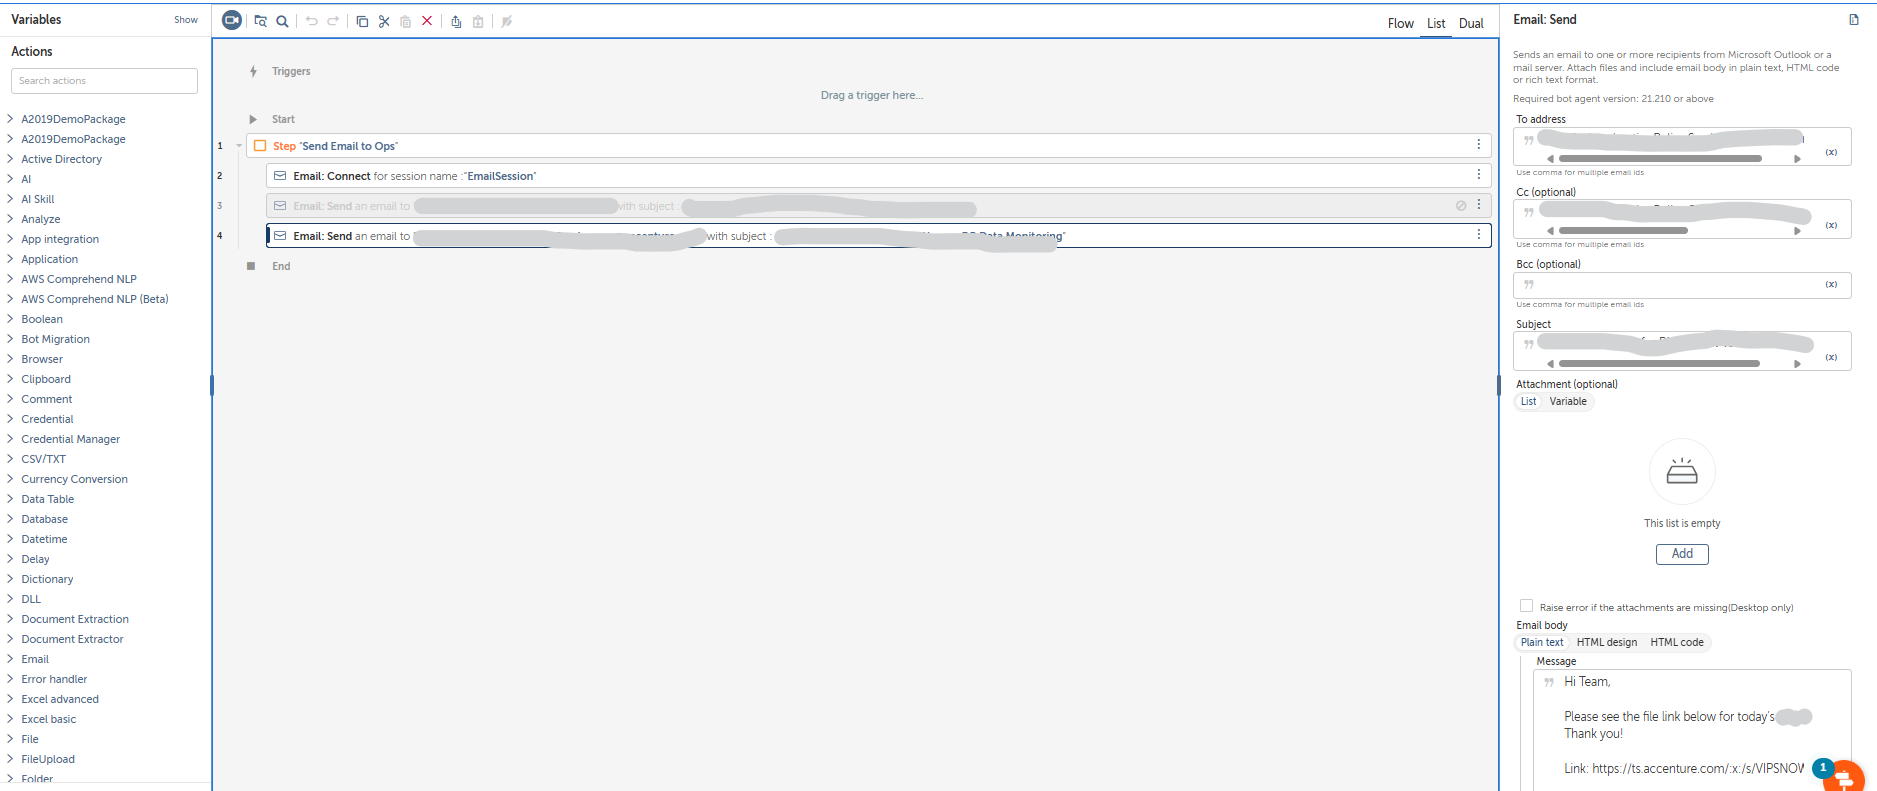 Variables
Show
Actions
Search actions
A2019DemoPackage
A2019DemoPackage
Active Directory
AI
AI Skill
Analyze
App integration
Application
AWS Comprehend NLP
AWS Comprehend NLP (Beta)
Boolean
Bot Migration
Browser
Clipboard
Comment
Credential
Credential Manager
CSV/TXT
Currency Conversion
Data Table
Database
Datetime
Delay
Dictionary
DLL
Document Extraction
Document Extractor
Email
Error handler
Excel advanced
Excel basic
File
FileUpload
Folder
Flow List Dual
Triggers
Drag a trigger here...
Start
1 Step "Send Email to Ops"
2 Email: Connect for session name :"EmailSession"
3 Email: Send an email to with subject :
4 Email: Send an email to with subject : Data Monitoring"
End
Email: Send
Sends an email to one or more recipients from Microsoft Outlook or a
mail server. Attach files and include email body in plain text, HTML code
or rich text format.
Required bot agent version: 21.210 or above
To address
(x)
Use comma for multiple email ids
Cc (optional)
(x)
Use comma for multiple email ids
Bcc (optional)
(x)
Use comma for multiple email ids
Subject
(x)
Attachment (optional)
List Variable
This list is empty
Add
Raise error if the attachments are missing(Desktop only)
Email body
Plain text HTML design HTML code
Message
Hi Team,
Please see the file link below for today's
Thank you!
Link: https://ts.accenture.com/:x:/s/VIPSNOW
1